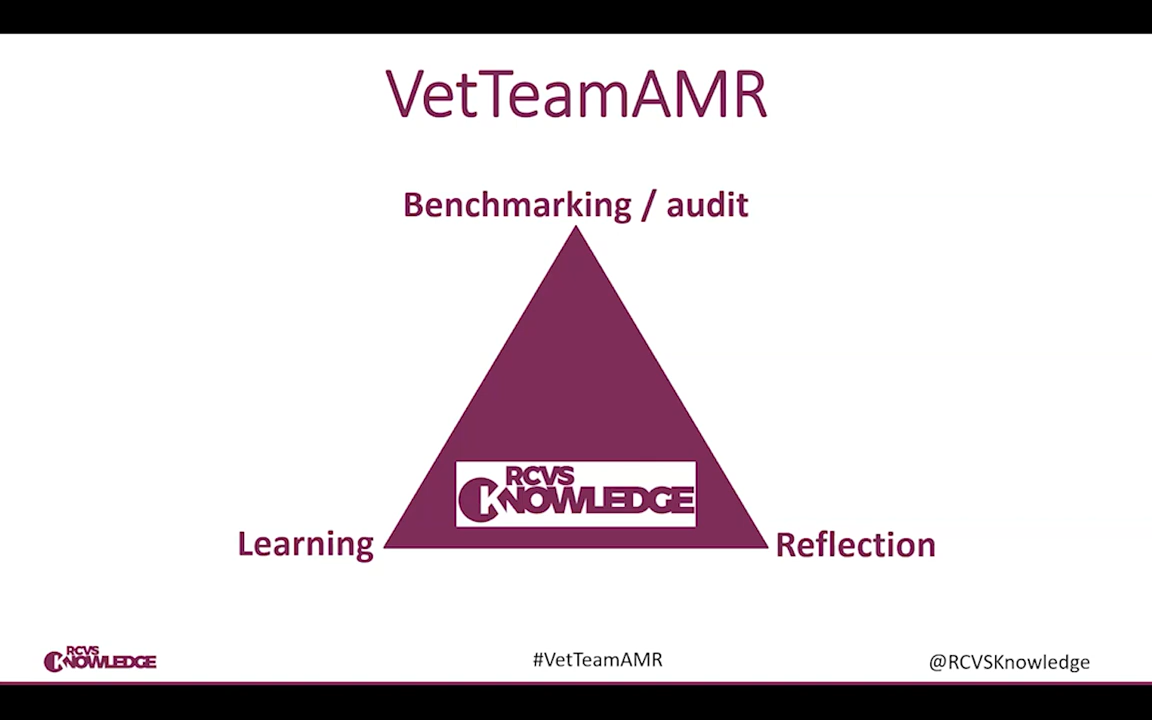 VetTeamAMR
Benchmarking / audit
RCVS
KNOWLEDGE
Learning
Reflection
RCVS
KNOWLEDGE
#VetTeamAMR
@RCVSKnowledge